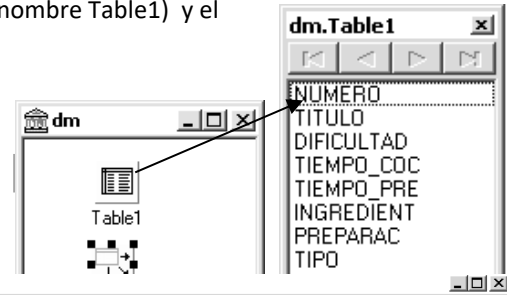 nombre Table1) y el
dm.Table1
NUMERO
TITULO
DIFICULTAD
TIEMPO_COC
TIEMPO_PRE
INGREDIENT
PREPARAC
TIPO
dm
Table1